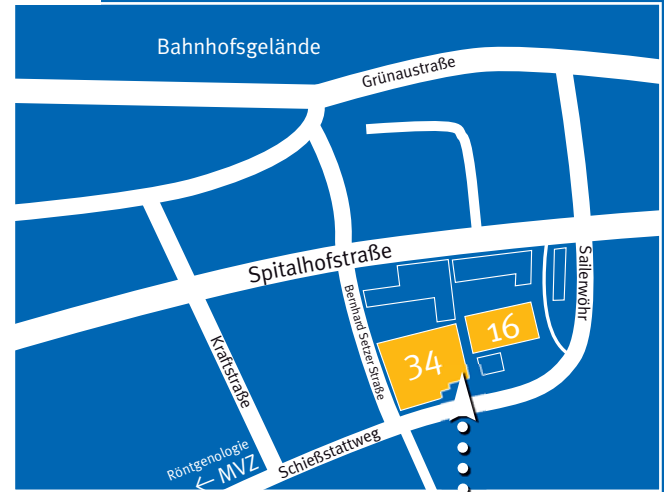 Bahnhofsgelände
Grünaustraße
Spitalhofstraße
Sailerwöhr
Bernhard Setzer Straße
16
34
Kraftstraße
Röntgenologie
← MVZ
Schießstattweg